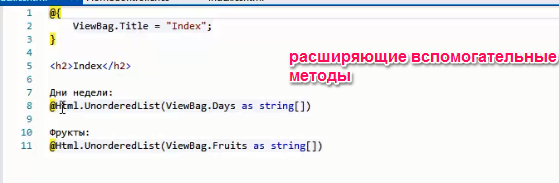 1 @{
2 ViewBag.Title = "Index";
3 }
4
5 <h2>Index</h2>
6
7 Дни недели:
8 @Html.UnorderedList(ViewBag.Days as string[])
9
10 Фрукты:
11 @Html.UnorderedList(ViewBag.Fruits as string[])
расширяющие вспомогательные
методы